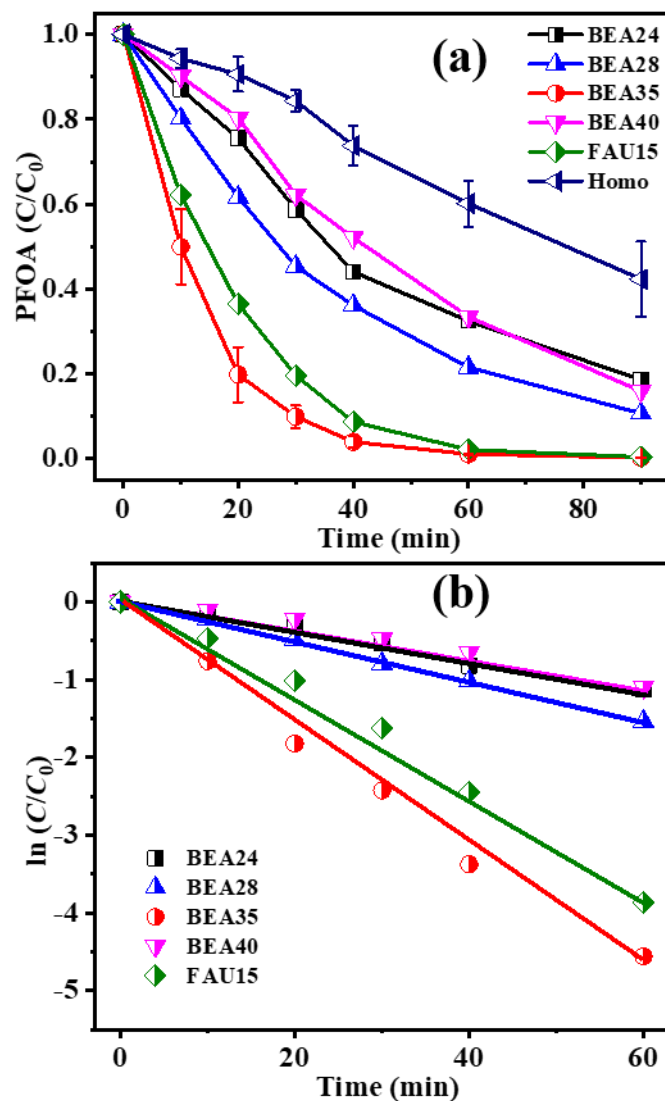 (a)
BEA24
BEA28
BEA35
BEA40
FAU15
Homo
PFOA (C/C₀)
1.0
0.8
0.6
0.4
0.2
0.0
0 20 40 60 80
Time (min)
(b)
ln (C/C₀)
0
-1
-2
-3
-4
-5
BEA24
BEA28
BEA35
BEA40
FAU15
0 20 40 60
Time (min)